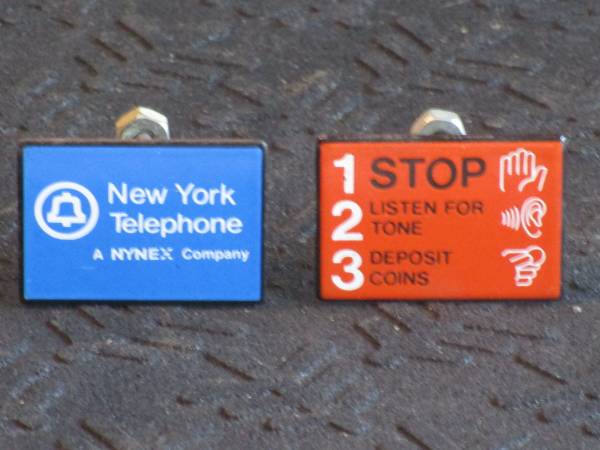 New York
Telephone
A NYNEX Company
1 STOP
2 LISTEN FOR
TONE
3 DEPOSIT
COINS